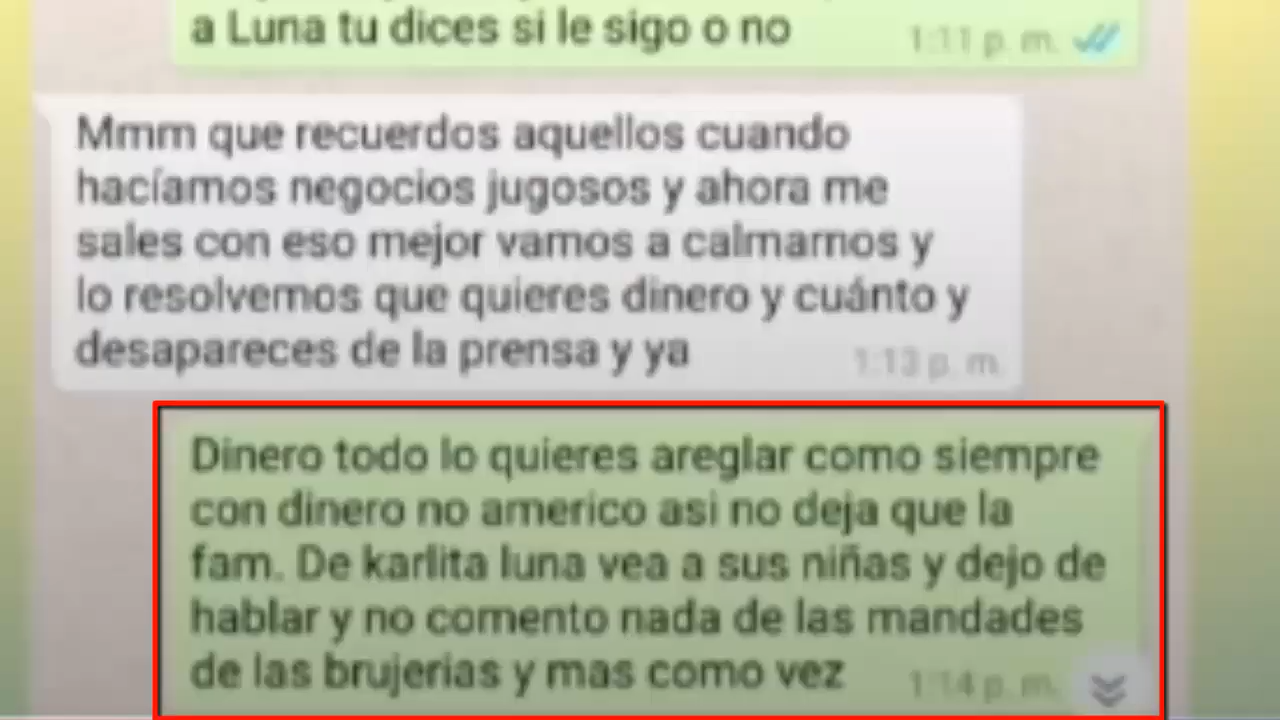 a Luna tu dices si le sigo o no
1:11 p. m.
Mmm que recuerdos aquellos cuando
hacíamos negocios jugosos y ahora me
sales con eso mejor vamos a calmarnos y
lo resolvemos que quieres dinero y cuánto y
desapareces de la prensa y ya
1:13 p. m.
Dinero todo lo quieres areglar como siempre
con dinero no americo asi no deja que la
fam. De karlita luna vea a sus niñas y dejo de
hablar y no comento nada de las mandades
de las brujerias y mas como vez
1:14 p. m.